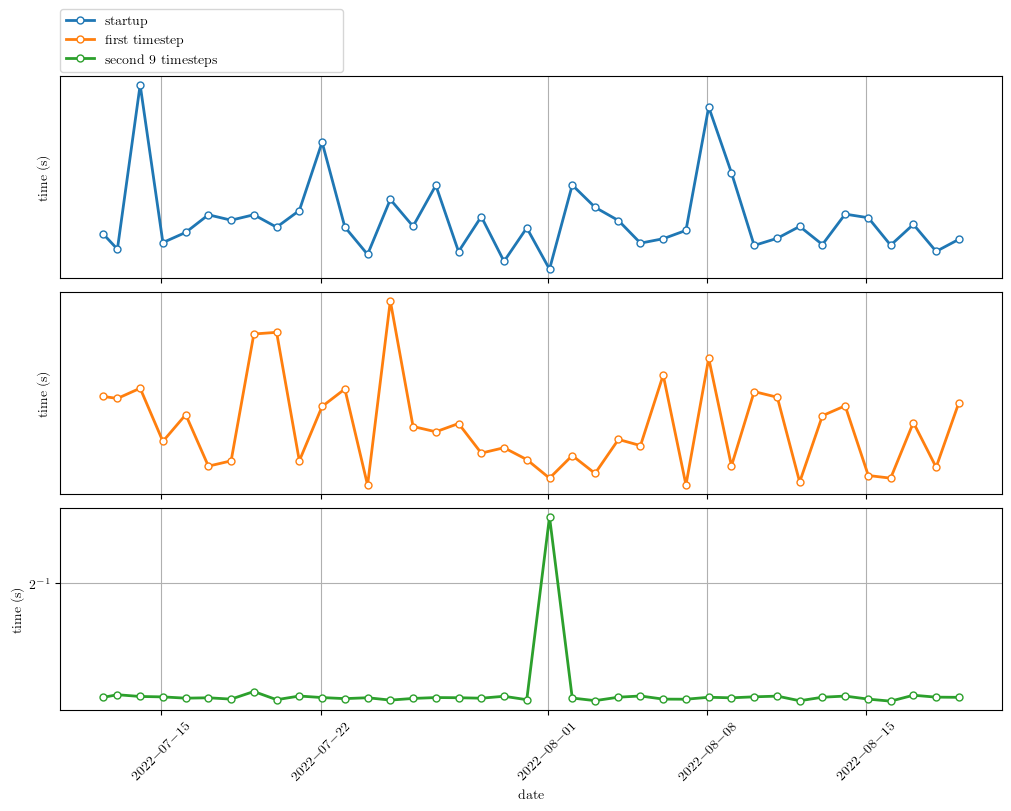 startup
first timestep
second 9 timesteps
time (s)
time (s)
time (s)
2⁻¹
2022−07−15
2022−07−22
2022−08−01
2022−08−08
2022−08−15
date